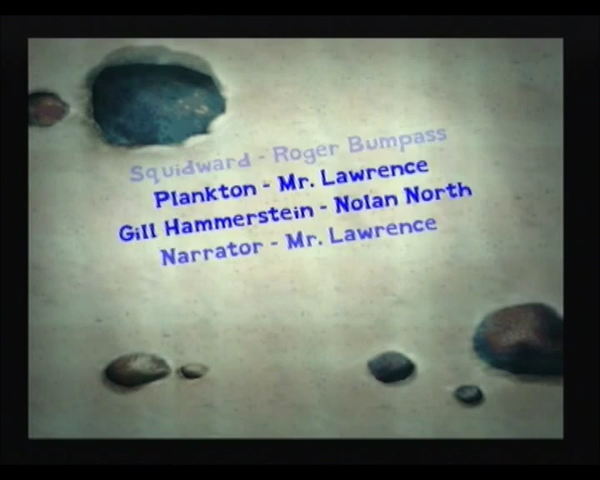 Squidward - Roger Bumpass
Plankton - Mr. Lawrence
Gill Hammerstein - Nolan North
Narrator - Mr. Lawrence